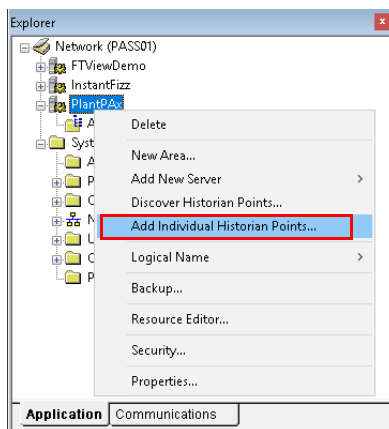 Explorer
Network (PASS01)
FTViewDemo
InstantFizz
PlantPAx
A
Syst
A
P
C
N
U
C
P
Delete
New Area...
Add New Server
Discover Historian Points...
Add Individual Historian Points...
Logical Name
Backup...
Resource Editor...
Security...
Properties...
Application
Communications